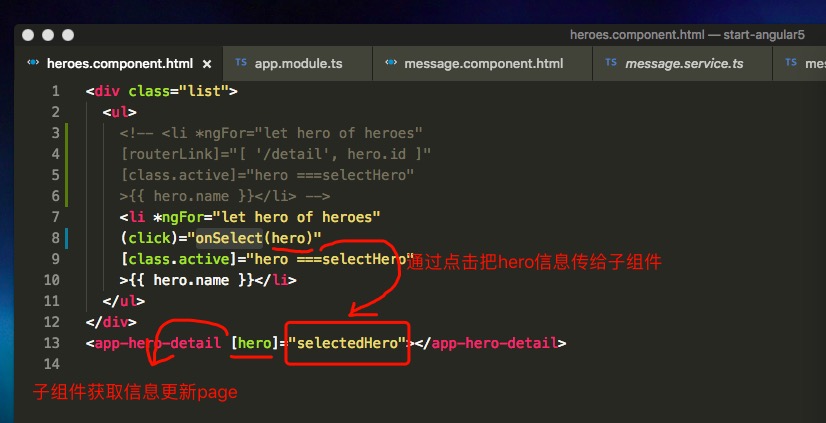 heroes.component.html — start-angular5
heroes.component.html × TS app.module.ts message.component.html TS message.service.ts TS mes
1 <div class="list">
2 <ul>
3 <!-- <li *ngFor="let hero of heroes"
4 [routerLink]="[ '/detail', hero.id ]"
5 [class.active]="hero ===selectHero"
6 >{{ hero.name }}</li> -->
7 <li *ngFor="let hero of heroes"
8 (click)="onSelect(hero)"
9 [class.active]="hero ===selectHero" 通过点击把hero信息传给子组件
10 >{{ hero.name }}</li>
11 </ul>
12 </div>
13 <app-hero-detail [hero]="selectedHero"></app-hero-detail>
14
子组件获取信息更新page